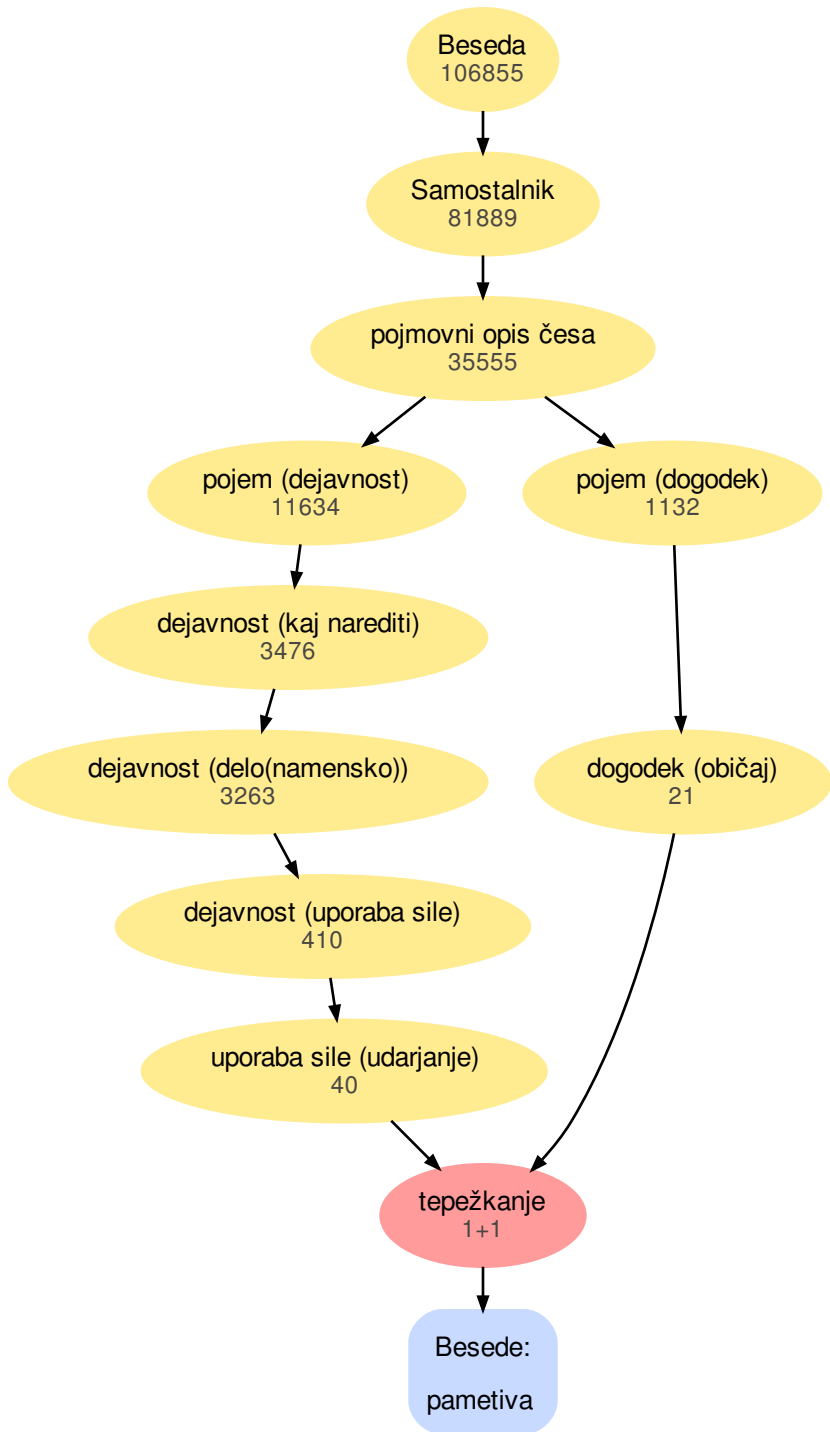 Beseda
106855
Samostalnik
81889
pojmovni opis česa
35555
pojem (dejavnost)
11634
pojem (dogodek)
1132
dejavnost (kaj narediti)
3476
dejavnost (delo(namensko))
3263
dogodek (običaj)
21
dejavnost (uporaba sile)
410
uporaba sile (udarjanje)
40
tepežkanje
1+1
Besede:
pametiva